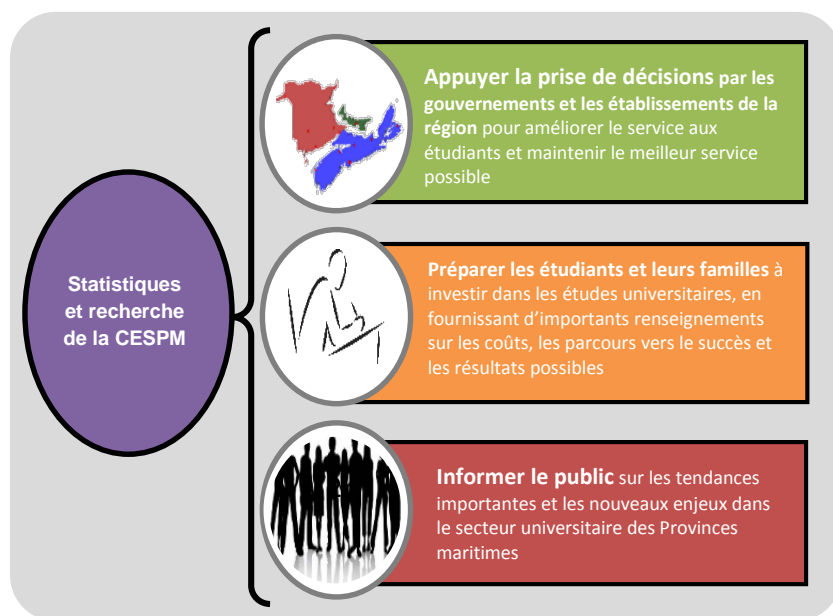 Statistiques
et recherche
de la CESPM
Appuyer la prise de décisions par les
gouvernements et les établissements de la
région pour améliorer le service aux
étudiants et maintenir le meilleur service
possible
Préparer les étudiants et leurs familles à
investir dans les études universitaires, en
fournissant d'importants renseignements
sur les coûts, les parcours vers le succès et
les résultats possibles
Informer le public sur les tendances
importantes et les nouveaux enjeux dans
le secteur universitaire des Provinces
maritimes